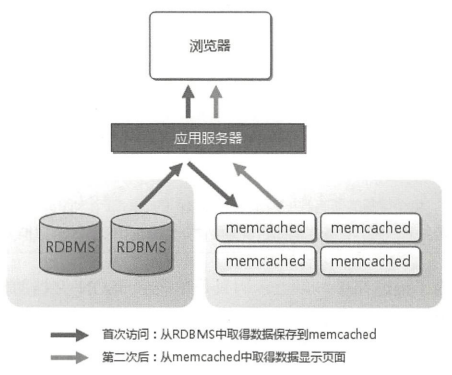 浏览器
应用服务器
RDBMS RDBMS
memcached memcached
memcached memcached
首次访问：从RDBMS中取得数据保存到memcached
第二次后：从memcached中取得数据显示页面